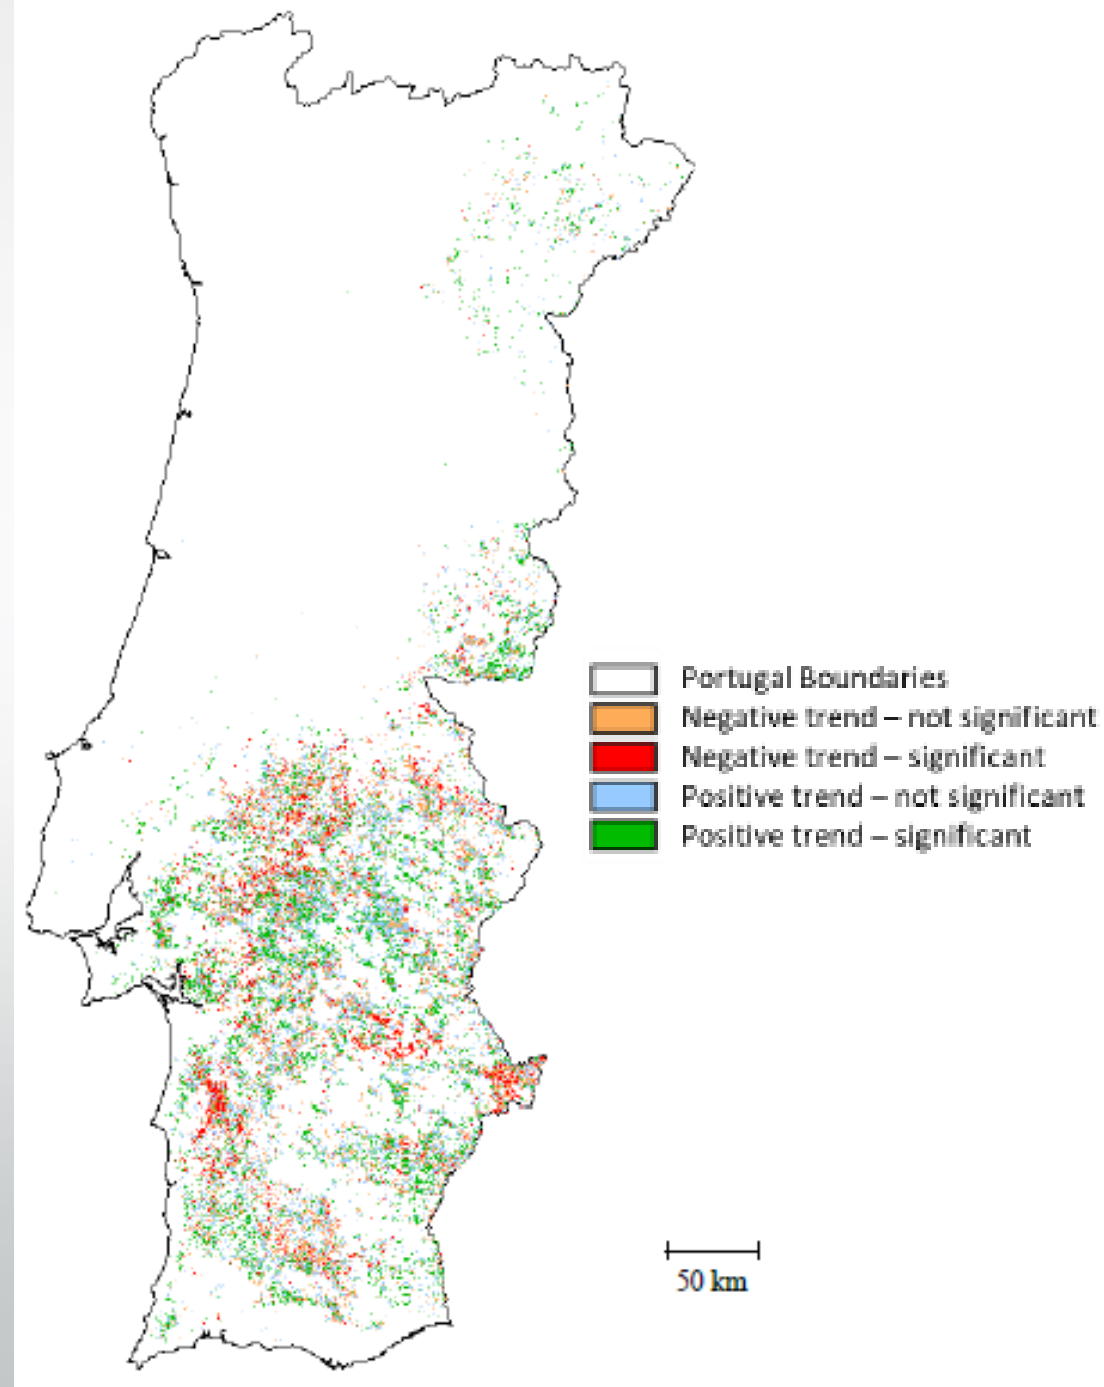 Portugal Boundaries
Negative trend – not significant
Negative trend – significant
Positive trend – not significant
Positive trend – significant
50 km